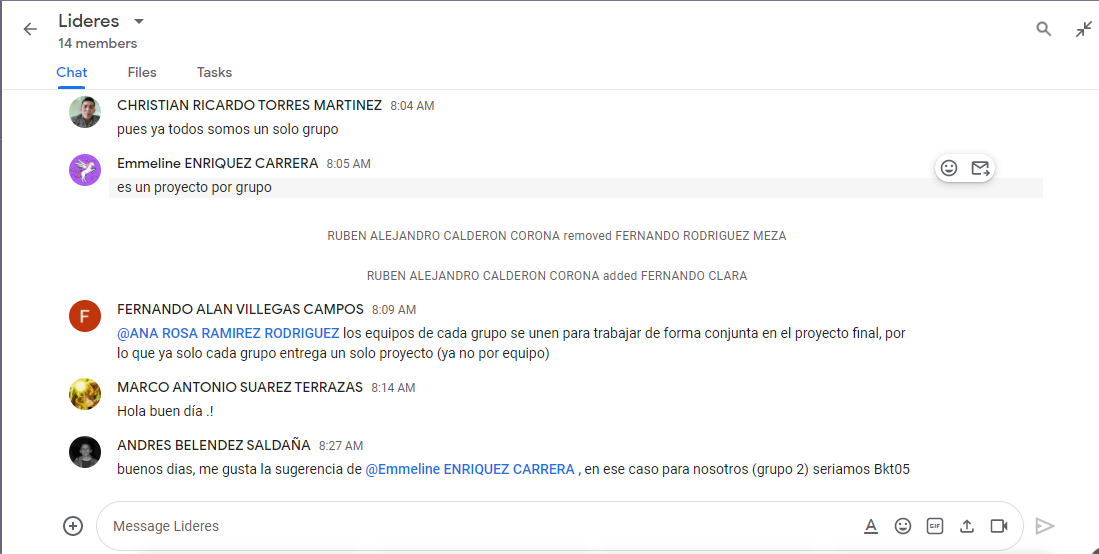 Lideres
14 members
Chat Files Tasks
CHRISTIAN RICARDO TORRES MARTINEZ 8:04 AM
pues ya todos somos un solo grupo
Emmeline ENRIQUEZ CARRERA 8:05 AM
es un proyecto por grupo
RUBEN ALEJANDRO CALDERON CORONA removed FERNANDO RODRIGUEZ MEZA
RUBEN ALEJANDRO CALDERON CORONA added FERNANDO CLARA
F
FERNANDO ALAN VILLEGAS CAMPOS 8:09 AM
@ANA ROSA RAMIREZ RODRIGUEZ los equipos de cada grupo se unen para trabajar de forma conjunta en el proyecto final, por
lo que ya solo cada grupo entrega un solo proyecto (ya no por equipo)
MARCO ANTONIO SUAREZ TERRAZAS 8:14 AM
Hola buen día .!
ANDRES BELENDEZ SALDAÑA 8:27 AM
buenos dias, me gusta la sugerencia de @Emmeline ENRIQUEZ CARRERA , en ese caso para nosotros (grupo 2) seriamos Bkt05
Message Lideres
A
GIF